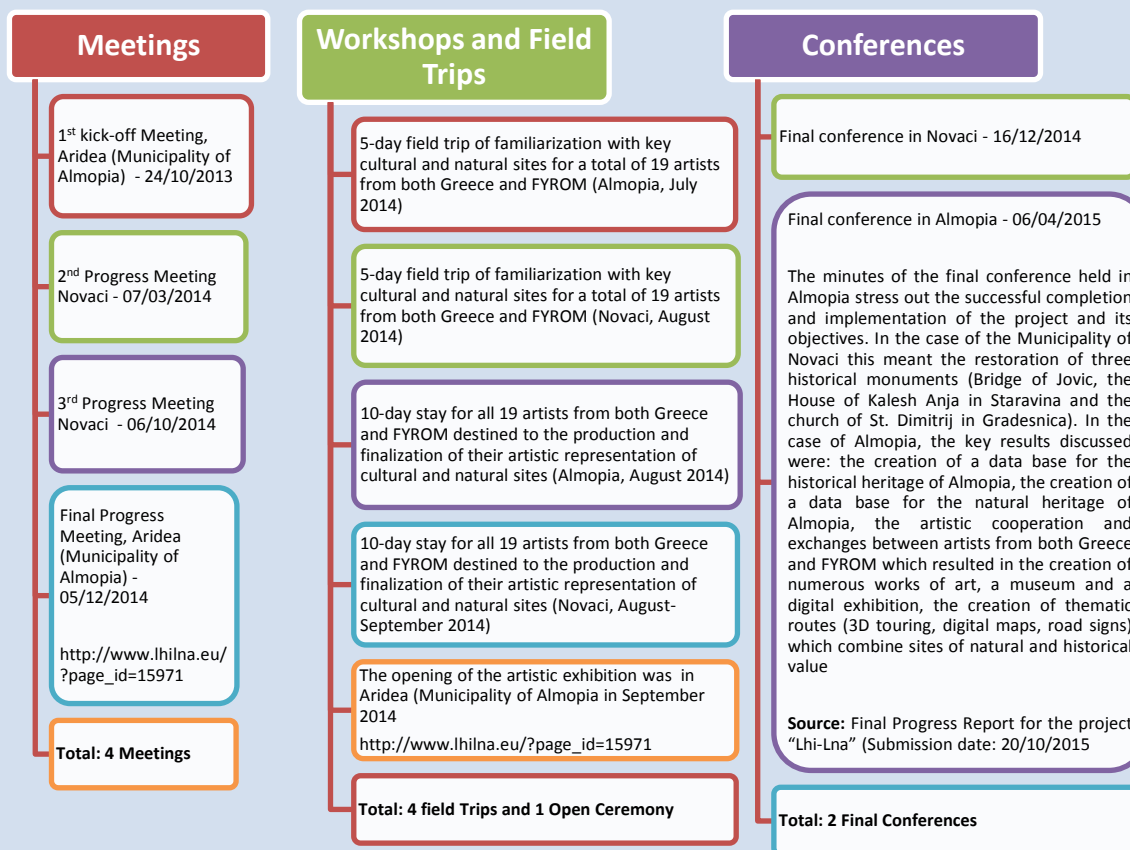 Meetings
1st kick-off Meeting,
Aridea (Municipality of
Almopia) - 24/10/2013
2nd Progress Meeting
Novaci - 07/03/2014
3rd Progress Meeting
Novaci - 06/10/2014
Final Progress
Meeting, Aridea
(Municipality of
Almopia) -
05/12/2014
http://www.lhilna.eu/
?page_id=15971
Total: 4 Meetings
Workshops and Field
Trips
5-day field trip of familiarization with key
cultural and natural sites for a total of 19 artists
from both Greece and FYROM (Almopia, July
2014)
5-day field trip of familiarization with key
cultural and natural sites for a total of 19 artists
from both Greece and FYROM (Novaci, August
2014)
10-day stay for all 19 artists from both Greece
and FYROM destined to the production and
finalization of their artistic representation of
cultural and natural sites (Almopia, August 2014)
10-day stay for all 19 artists from both Greece
and FYROM destined to the production and
finalization of their artistic representation of
cultural and natural sites (Novaci, August-
September 2014)
The opening of the artistic exhibition was in
Aridea (Municipality of Almopia in September
2014
http://www.lhilna.eu/?page_id=15971
Total: 4 field Trips and 1 Open Ceremony
Conferences
Final conference in Novaci - 16/12/2014
Final conference in Almopia - 06/04/2015
The minutes of the final conference held in
Almopia stress out the successful completion
and implementation of the project and its
objectives. In the case of the Municipality of
Novaci this meant the restoration of three
historical monuments (Bridge of Jovic, the
House of Kalesh Anja in Staravina and the
church of St. Dimitrij in Gradesnica). In the
case of Almopia, the key results discussed
were: the creation of a data base for the
historical heritage of Almopia, the creation of
a data base for the natural heritage of
Almopia, the artistic cooperation and
exchanges between artists from both Greece
and FYROM which resulted in the creation of
numerous works of art, a museum and a
digital exhibition, the creation of thematic
routes (3D touring, digital maps, road signs)
which combine sites of natural and historical
value
Source: Final Progress Report for the project
“Lhi-Lna” (Submission date: 20/10/2015
Total: 2 Final Conferences